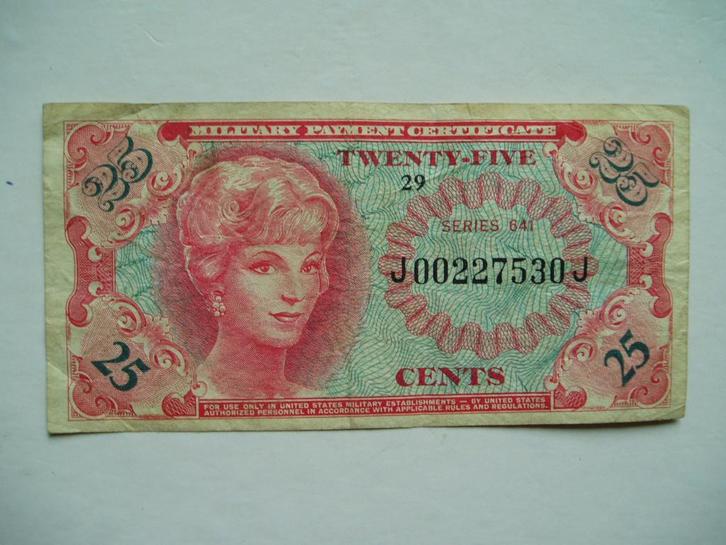 MILITARY PAYMENT CERTIFICATE
25
25
TWENTY-FIVE
29
SERIES 641
J00227530J
25
25
CENTS
FOR USE ONLY IN UNITED STATES MILITARY ESTABLISHMENTS — BY UNITED STATES
AUTHORIZED PERSONNEL IN ACCORDANCE WITH APPLICABLE RULES AND REGULATIONS.